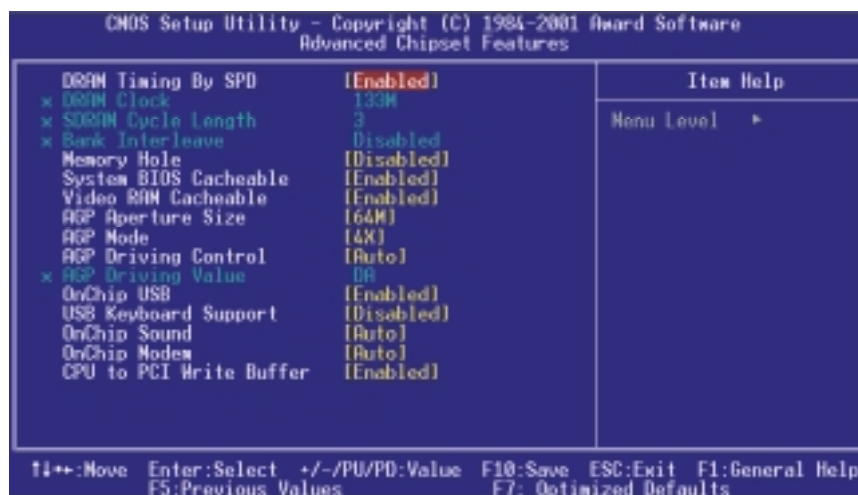 CMOS Setup Utility - Copyright (C) 1984-2001 Award Software
Advanced Chipset Features
DRAM Timing By SPD [Enabled]
x DRAM Clock 133M
x SDRAM Cycle Length 3
x Bank Interleave Disabled
Memory Hole [Disabled]
System BIOS Cacheable [Enabled]
Video RAM Cacheable [Enabled]
AGP Aperture Size [64M]
AGP Mode [4X]
AGP Driving Control [Auto]
x AGP Driving Value DA
OnChip USB [Enabled]
USB Keyboard Support [Disabled]
OnChip Sound [Auto]
OnChip Modem [Auto]
CPU to PCI Write Buffer [Enabled]
Item Help
Menu Level ►
↑↓→←:Move Enter:Select +/-/PU/PD:Value F10:Save ESC:Exit F1:General Help
F5:Previous Values F7: Optimized Defaults